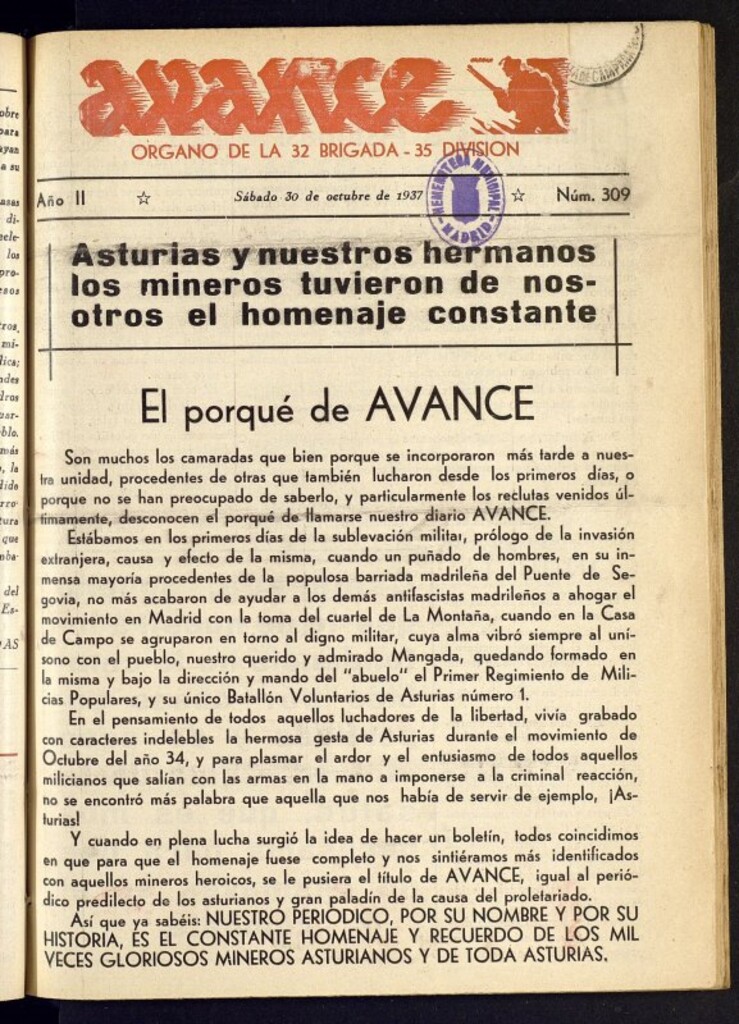 avance
ORGANO DE LA 32 BRIGADA - 35 DIVISION
Año II ☆ Sábado 30 de octubre de 1937 ☆ Núm. 309
HEMEROTECA MUNICIPAL
MADRID
Asturias y nuestros hermanos
los mineros tuvieron de nos-
otros el homenaje constante
El porqué de AVANCE
Son muchos los camaradas que bien porque se incorporaron más tarde a nues-
tra unidad, procedentes de otras que también lucharon desde los primeros días, o
porque no se han preocupado de saberlo, y particularmente los reclutas venidos úl-
timamente, desconocen el porqué de llamarse nuestro diario AVANCE.
Estábamos en los primeros días de la sublevación militar, prólogo de la invasión
extranjera, causa y efecto de la misma, cuando un puñado de hombres, en su in-
mensa mayoría procedentes de la populosa barriada madrileña del Puente de Se-
govia, no más acabaron de ayudar a los demás antifascistas madrileños a ahogar el
movimiento en Madrid con la toma del cuartel de La Montaña, cuando en la Casa
de Campo se agruparon en torno al digno militar, cuya alma vibró siempre al uní-
sono con el pueblo, nuestro querido y admirado Mangada, quedando formado en
la misma y bajo la dirección y mando del "abuelo" el Primer Regimiento de Mili-
cias Populares, y su único Batallón Voluntarios de Asturias número 1.
En el pensamiento de todos aquellos luchadores de la libertad, vivía grabado
con caracteres indelebles la hermosa gesta de Asturias durante el movimiento de
Octubre del año 34, y para plasmar el ardor y el entusiasmo de todos aquellos
milicianos que salían con las armas en la mano a imponerse a la criminal reacción,
no se encontró más palabra que aquella que nos había de servir de ejemplo, ¡As-
turias!
Y cuando en plena lucha surgió la idea de hacer un boletín, todos coincidimos
en que para que el homenaje fuese completo y nos sintiéramos más identificados
con aquellos mineros heroicos, se le pusiera el título de AVANCE, igual al perió-
dico predilecto de los asturianos y gran paladín de la causa del proletariado.
Así que ya sabéis: NUESTRO PERIODICO, POR SU NOMBRE Y POR SU
HISTORIA, ES EL CONSTANTE HOMENAJE Y RECUERDO DE LOS MIL
VECES GLORIOSOS MINEROS ASTURIANOS Y DE TODA ASTURIAS.